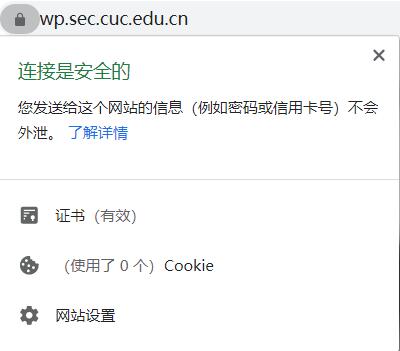 wp.sec.cuc.edu.cn
连接是安全的
您发送给这个网站的信息（例如密码或信用卡号）不会
外泄。 了解详情
证书（有效）
（使用了 0 个）Cookie
网站设置